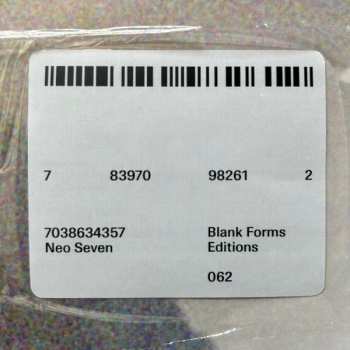 7 83970 98261 2
7038634357 Blank Forms
Neo Seven Editions
062